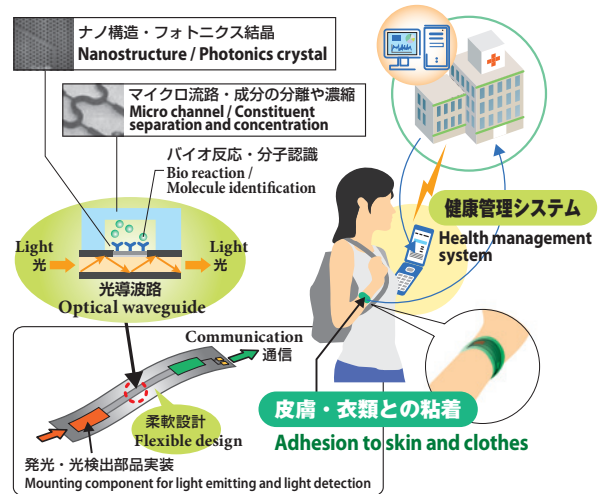 ナノ構造・フォトニクス結晶
Nanostructure / Photonics crystal
マイクロ流路・成分の分離や濃縮
Micro channel / Constituent
separation and concentration
バイオ反応・分子認識
Bio reaction /
Molecule identification
Light
光
Light
光
光導波路
Optical waveguide
健康管理システム
Health management
system
Communication
通信
柔軟設計
Flexible design
発光・光検出部品実装
Mounting component for light emitting and light detection
皮膚・衣類との粘着
Adhesion to skin and clothes